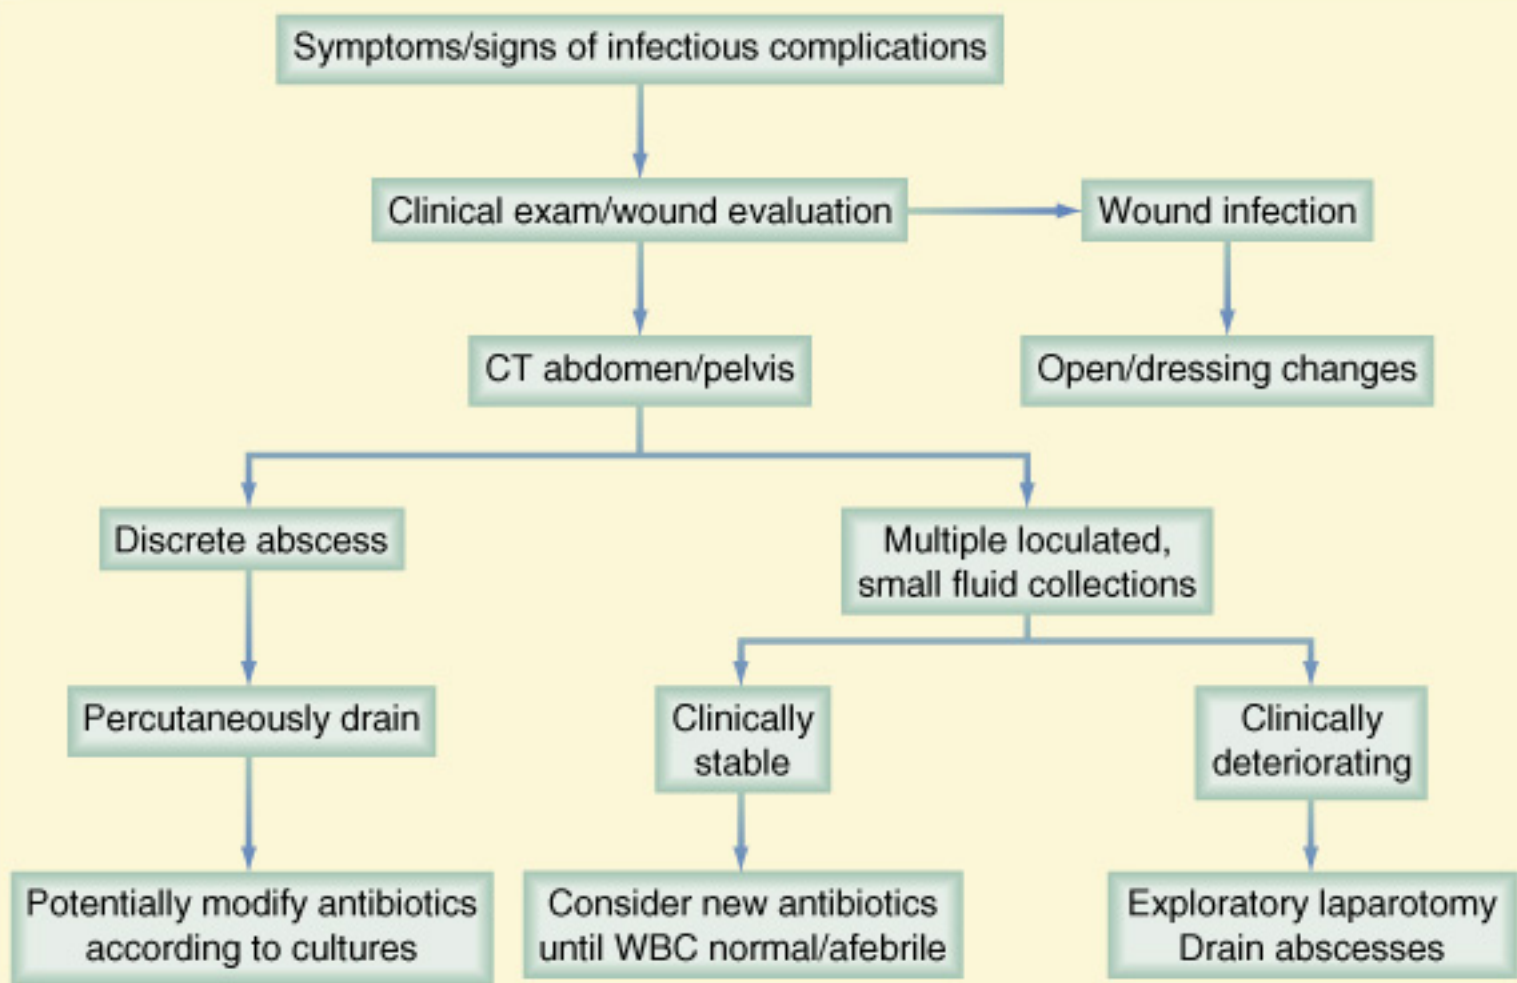 Symptoms/signs of infectious complications
Clinical exam/wound evaluation
Wound infection
CT abdomen/pelvis
Open/dressing changes
Discrete abscess
Multiple loculated,
small fluid collections
Percutaneously drain
Clinically
stable
Clinically
deteriorating
Potentially modify antibiotics
according to cultures
Consider new antibiotics
until WBC normal/afebrile
Exploratory laparotomy
Drain abscesses